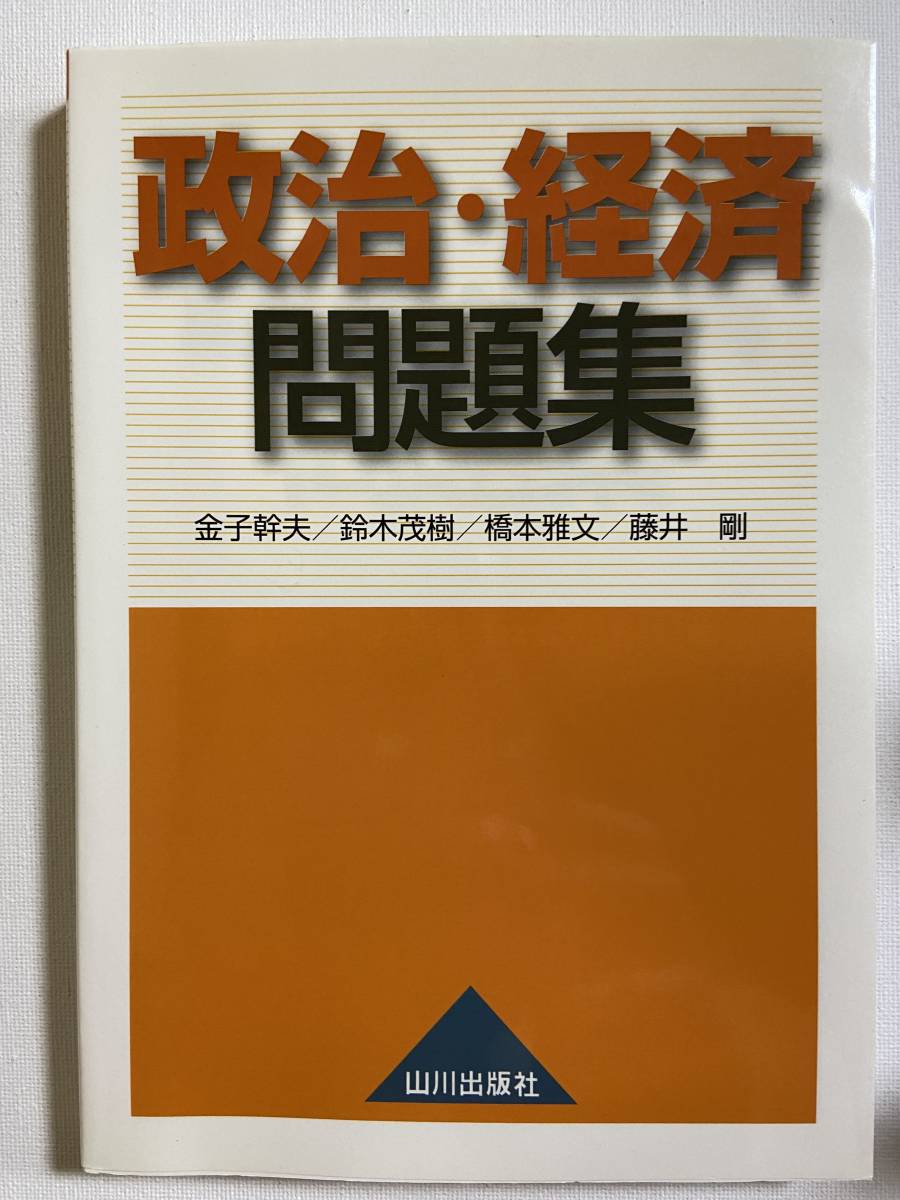 政治・経済
問題集
金子幹夫／鈴木茂樹／橋本雅文／藤井　剛
山川出版社